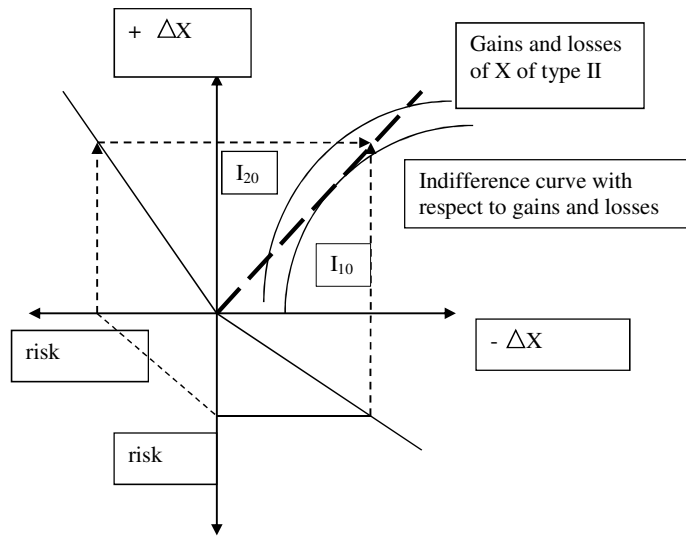 + △X
Gains and losses
of X of type II
I₂₀
Indifference curve with
respect to gains and losses
I₁₀
risk
- △X
risk